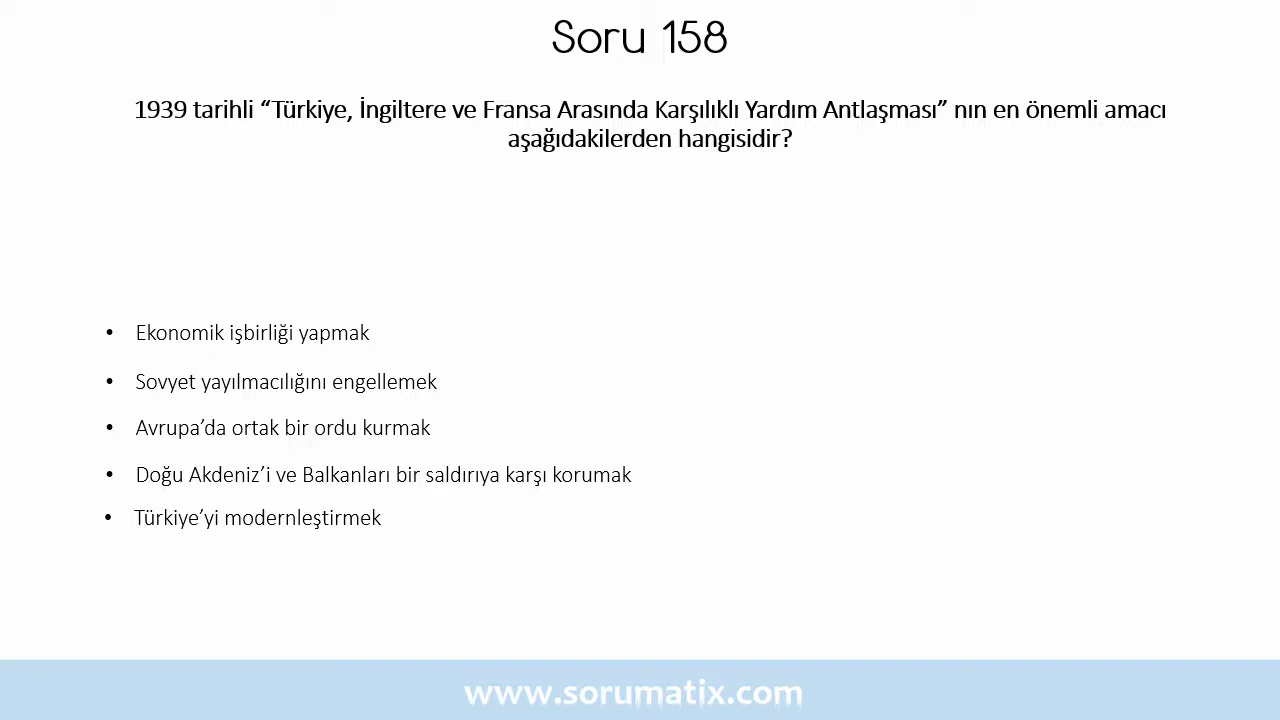 Soru 158
1939 tarihli “Türkiye, İngiltere ve Fransa Arasında Karşılıklı Yardım Antlaşması” nın en önemli amacı
aşağıdakilerden hangisidir?
• Ekonomik işbirliği yapmak
• Sovyet yayılmacılığını engellemek
• Avrupa’da ortak bir ordu kurmak
• Doğu Akdeniz’i ve Balkanları bir saldırıya karşı korumak
• Türkiye’yi modernleştirmek
www.sorumatix.com